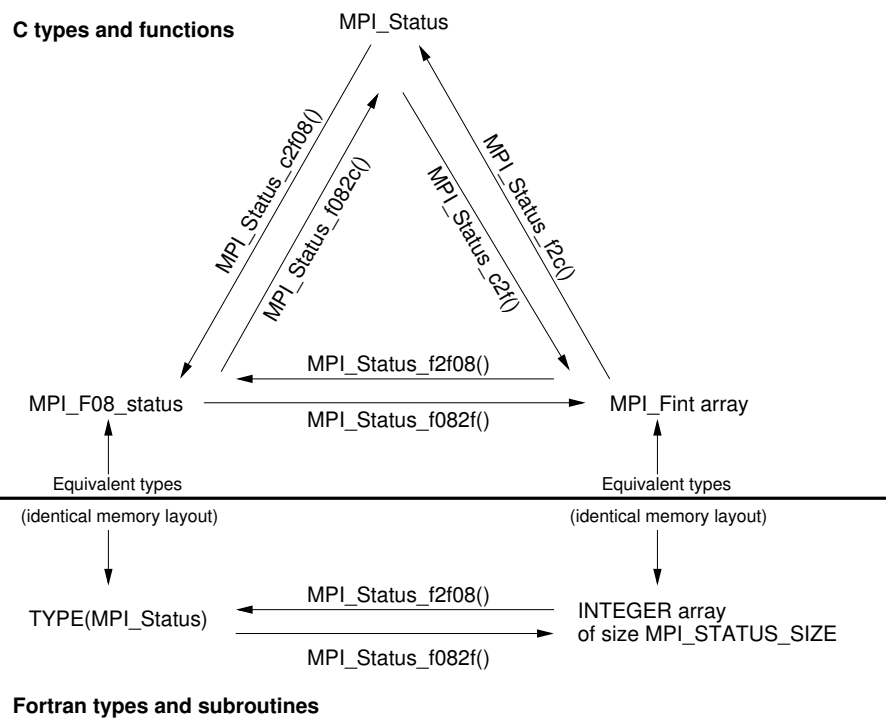 C types and functions
MPI_Status
MPI_Status_c2f08()
MPI_Status_f082c()
MPI_Status_c2f()
MPI_Status_f2c()
MPI_Status_f2f08()
MPI_F08_status
MPI_Fint array
MPI_Status_f082f()
Equivalent types
Equivalent types
(identical memory layout)
(identical memory layout)
MPI_Status_f2f08()
TYPE(MPI_Status)
INTEGER array
of size MPI_STATUS_SIZE
MPI_Status_f082f()
Fortran types and subroutines